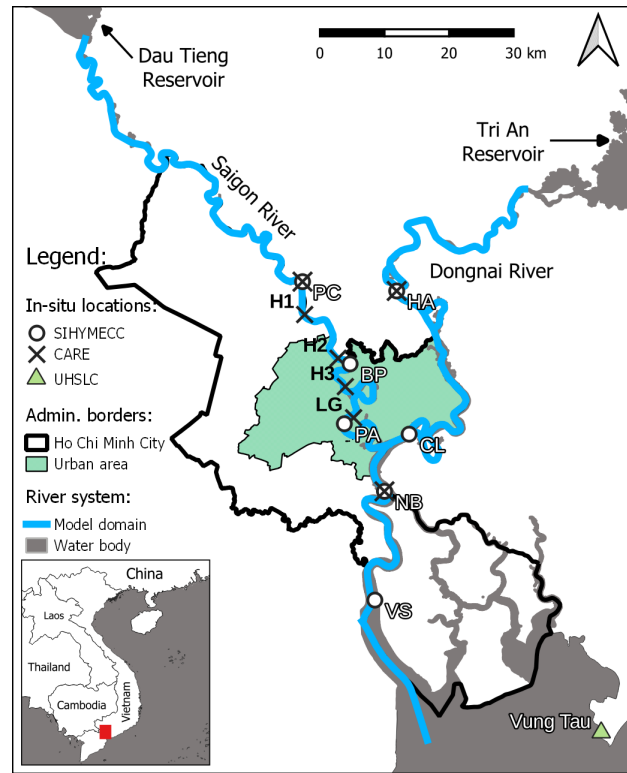 0 10 20 30 km
Dau Tieng
Reservoir
Tri An
Reservoir
Saigon River
Dongnai River
PC
HA
H1
H2
H3
BP
LG
PA
CL
NB
VS
Vung Tau
Legend:
In-situ locations:
SIHYMECC
CARE
UHSLC
Admin. borders:
Ho Chi Minh City
Urban area
River system:
Model domain
Water body
China
Laos
Thailand
Vietnam
Cambodia